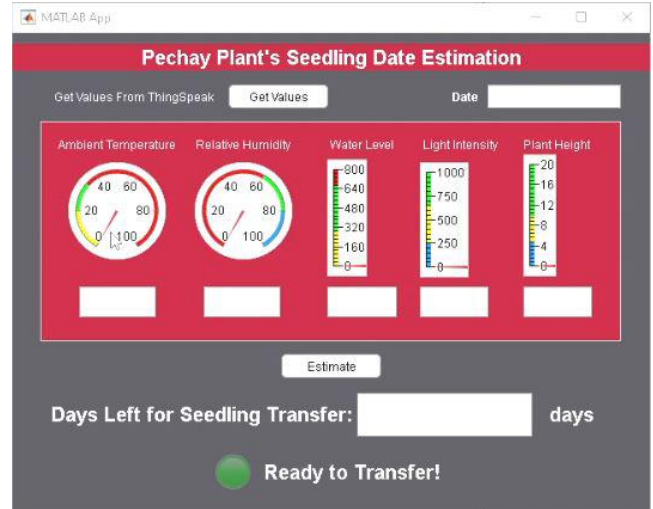 MATLAB App
Pechay Plant's Seedling Date Estimation
Get Values From ThingSpeak Get Values Date
Ambient Temperature Relative Humidity Water Level Light Intensity Plant Height
0 20 40 60 80 100
0 20 40 60 80 100
800 640 480 320 160 0
1000 750 500 250 0
20 16 12 8 4 0
Estimate
Days Left for Seedling Transfer: days
Ready to Transfer!